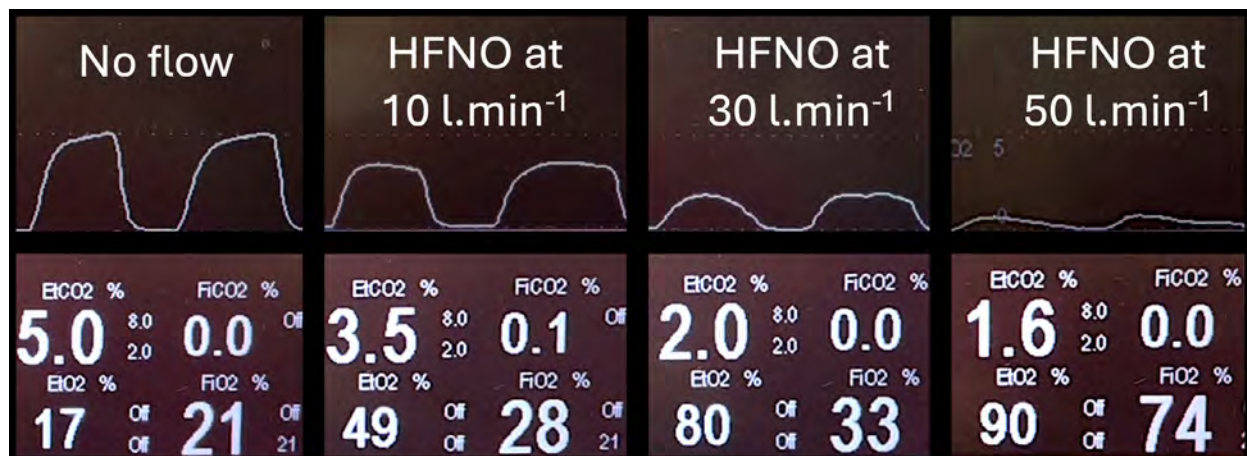 No flow
HFNO at
10 l.min-1
HFNO at
30 l.min-1
HFNO at
50 l.min-1
O2 5
0
EtCO2 % FiCO2 %
5.0 8.0 0.0 Off
2.0
EtO2 % FiO2 %
17 Off 21 Off
Off 21
EtCO2 % FiCO2 %
3.5 8.0 0.1 Off
2.0
EtO2 % FiO2 %
49 Off 28 Off
Off 21
EtCO2 % FiCO2 %
2.0 8.0 0.0
2.0
EtO2 % FiO2 %
80 Off 33
Off
EtCO2 % FiCO2 %
1.6 8.0 0.0
2.0
EtO2 % FiO2 %
90 Off 74
Off